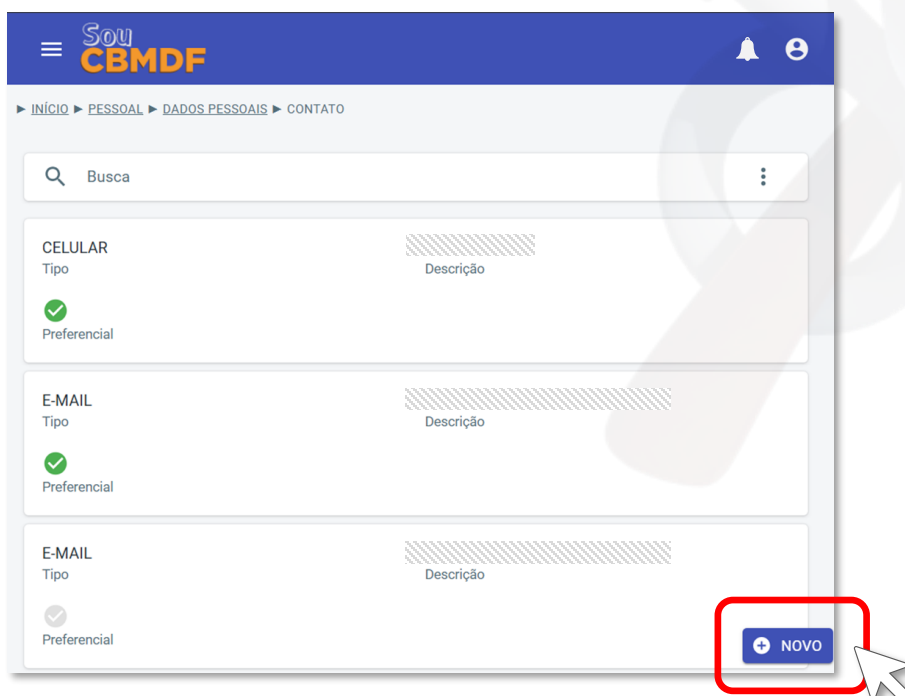 Sou
CBMDF
► INÍCIO ► PESSOAL ► DADOS PESSOAIS ► CONTATO
Busca
CELULAR
Tipo
Descrição
Preferencial
E-MAIL
Tipo
Descrição
Preferencial
E-MAIL
Tipo
Descrição
Preferencial
NOVO